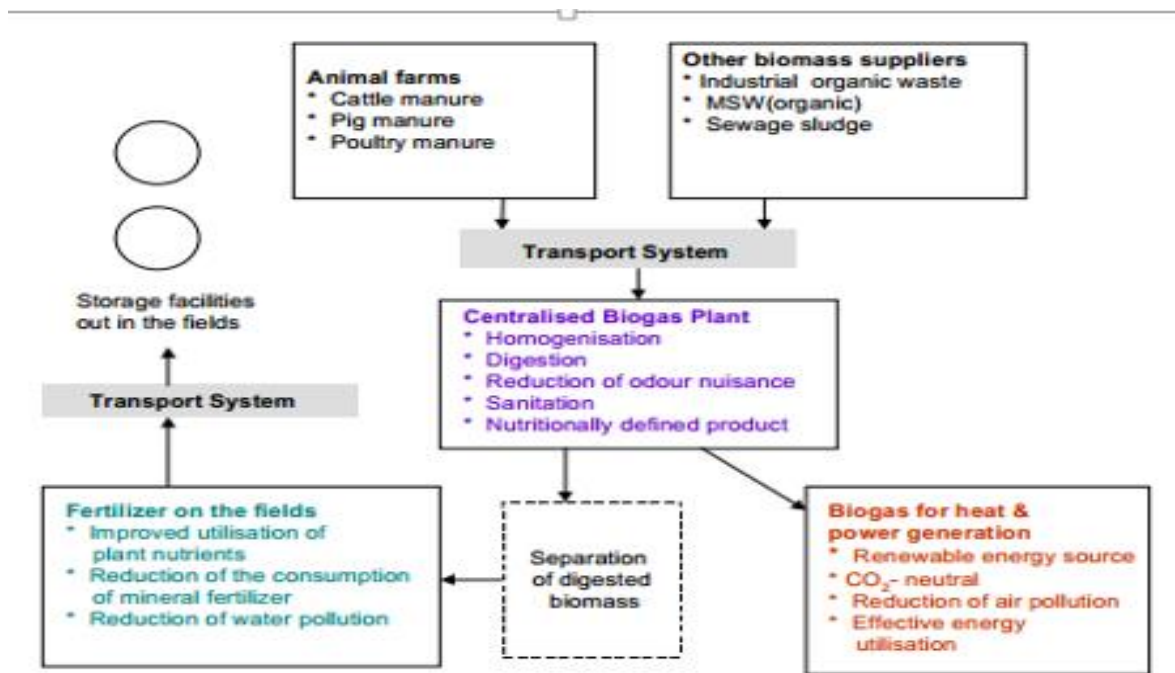 Animal farms
* Cattle manure
* Pig manure
* Poultry manure
Other biomass suppliers
* Industrial organic waste
* MSW(organic)
* Sewage sludge
Transport System
Storage facilities
out in the fields
Centralised Biogas Plant
* Homogenisation
* Digestion
* Reduction of odour nuisance
* Sanitation
* Nutritionally defined product
Transport System
Fertilizer on the fields
* Improved utilisation of
plant nutrients
* Reduction of the consumption
of mineral fertilizer
* Reduction of water pollution
Separation
of digested
biomass
Biogas for heat &
power generation
* Renewable energy source
* CO₂- neutral
* Reduction of air pollution
* Effective energy
utilisation